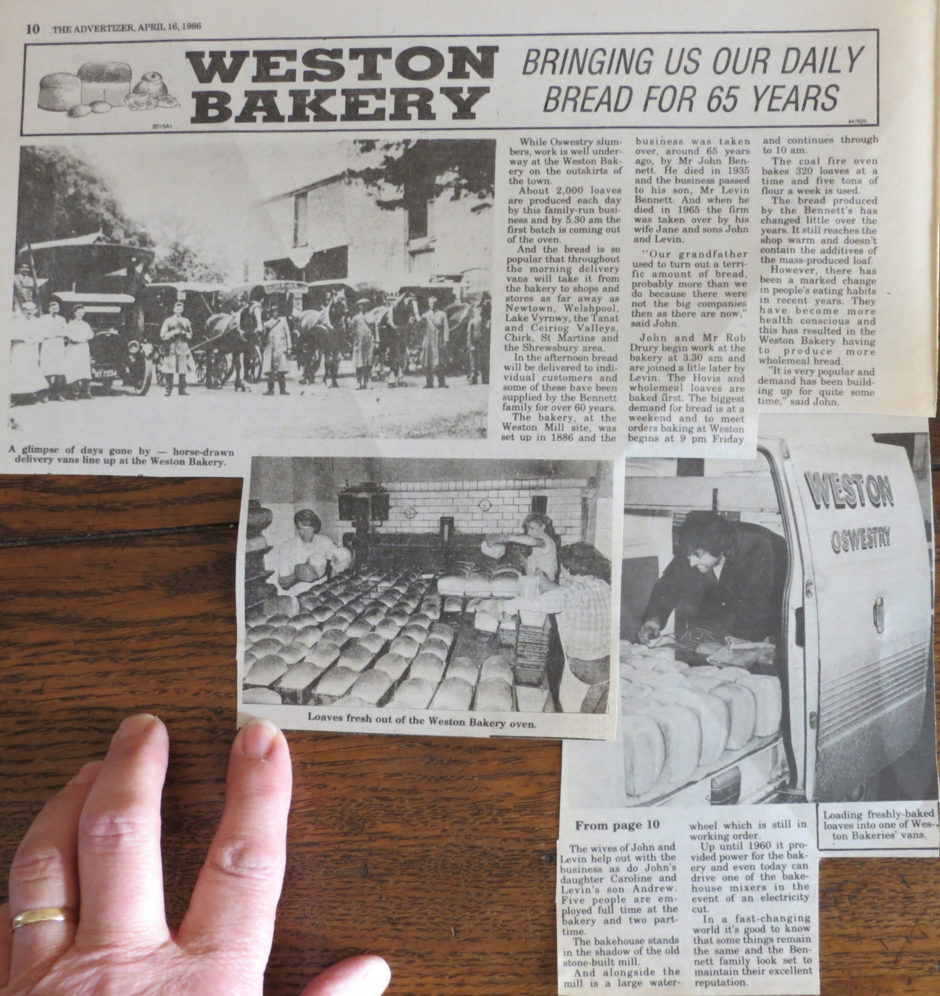 10 THE ADVERTIZER, APRIL 16, 1986
WESTON
BAKERY
BRINGING US OUR DAILY
BREAD FOR 65 YEARS
While Oswestry slum-
bers, work is well under-
way at the Weston Bak-
ery on the outskirts of
the town.
About 2,000 loaves
are produced each day
by this family-run busi-
ness and by 5.30 am the
first batch is coming out
of the oven.
And the bread is so
popular that throughout
the morning delivery
vans will take it from
the bakery to shops and
stores as far away as
Newtown, Welshpool,
Lake Vyrnwy, the Tanat
and Ceiriog Valleys,
Chirk, St Martins and
the Shrewsbury area.
In the afternoon bread
will be delivered to indi-
vidual customers and
some of these have been
supplied by the Bennett
family for over 60 years.
The bakery, at the
Weston Mill site, was
set up in 1886 and the
business was taken
over, around 65 years
ago, by Mr John Ben-
nett. He died in 1935
and the business passed
to his son, Mr Levin
Bennett. And when he
died in 1965 the firm
was taken over by his
wife Jane and sons John
and Levin.
"Our grandfather
used to turn out a terri-
fic amount of bread,
probably more than we
do because there were
not the big companies
then as there are now,"
said John.
John and Mr Rob
Drury begin work at the
bakery at 3.30 am and
are joined a litle later by
Levin. The Hovis and
wholemeal loaves are
baked first. The biggest
demand for bread is at a
weekend and to meet
orders baking at Weston
begins at 9 pm Friday
and continues through
to 10 am.
The coal fire oven
bakes 320 loaves at a
time and five tons of
flour a week is used.
The bread produced
by the Bennett's has
changed little over the
years. It still reaches the
shop warm and doesn't
contain the additives of
the mass-produced loaf.
However, there has
been a marked change
in people's eating habits
in recent years. They
have become more
health conscious and
this has resulted in the
Weston Bakery having
to produce more
wholemeal bread.
"It is very popular and
demand has been build-
ing up for quite some
time," said John.
A glimpse of days gone by — horse-drawn
delivery vans line up at the Weston Bakery.
Loaves fresh out of the Weston Bakery oven.
WESTON
OSWESTRY
Loading freshly-baked
loaves into one of Wes-
ton Bakeries' vans.
From page 10
The wives of John and
Levin help out with the
business as do John's
daughter Caroline and
Levin's son Andrew.
Five people are em-
ployed full time at the
bakery and two part-
time.
The bakehouse stands
in the shadow of the old
stone-built mill.
And alongside the
mill is a large water-
wheel which is still in
working order.
Up until 1960 it pro-
vided power for the bak-
ery and even today can
drive one of the bake-
house mixers in the
event of an electricity
cut.
In a fast-changing
world it's good to know
that some things remain
the same and the Ben-
nett family look set to
maintain their excellent
reputation.